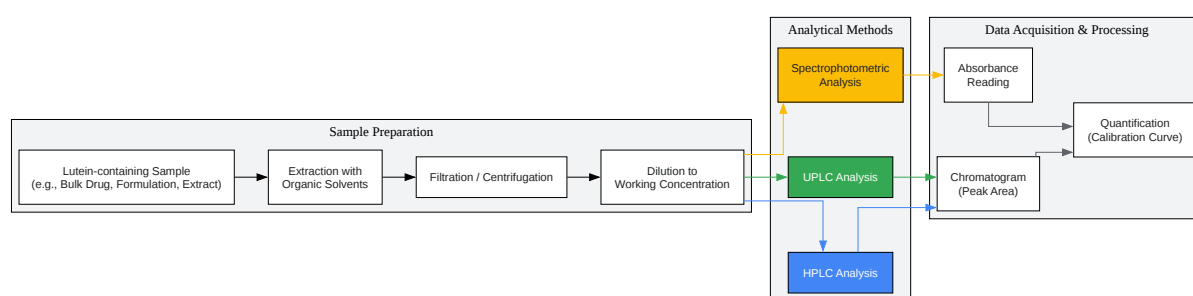 Sample Preparation
Lutein-containing Sample
(e.g., Bulk Drug, Formulation, Extract)
Extraction with
Organic Solvents
Filtration / Centrifugation
Dilution to
Working Concentration
Analytical Methods
Spectrophotometric
Analysis
UPLC Analysis
HPLC Analysis
Data Acquisition & Processing
Absorbance
Reading
Chromatogram
(Peak Area)
Quantification
(Calibration Curve)